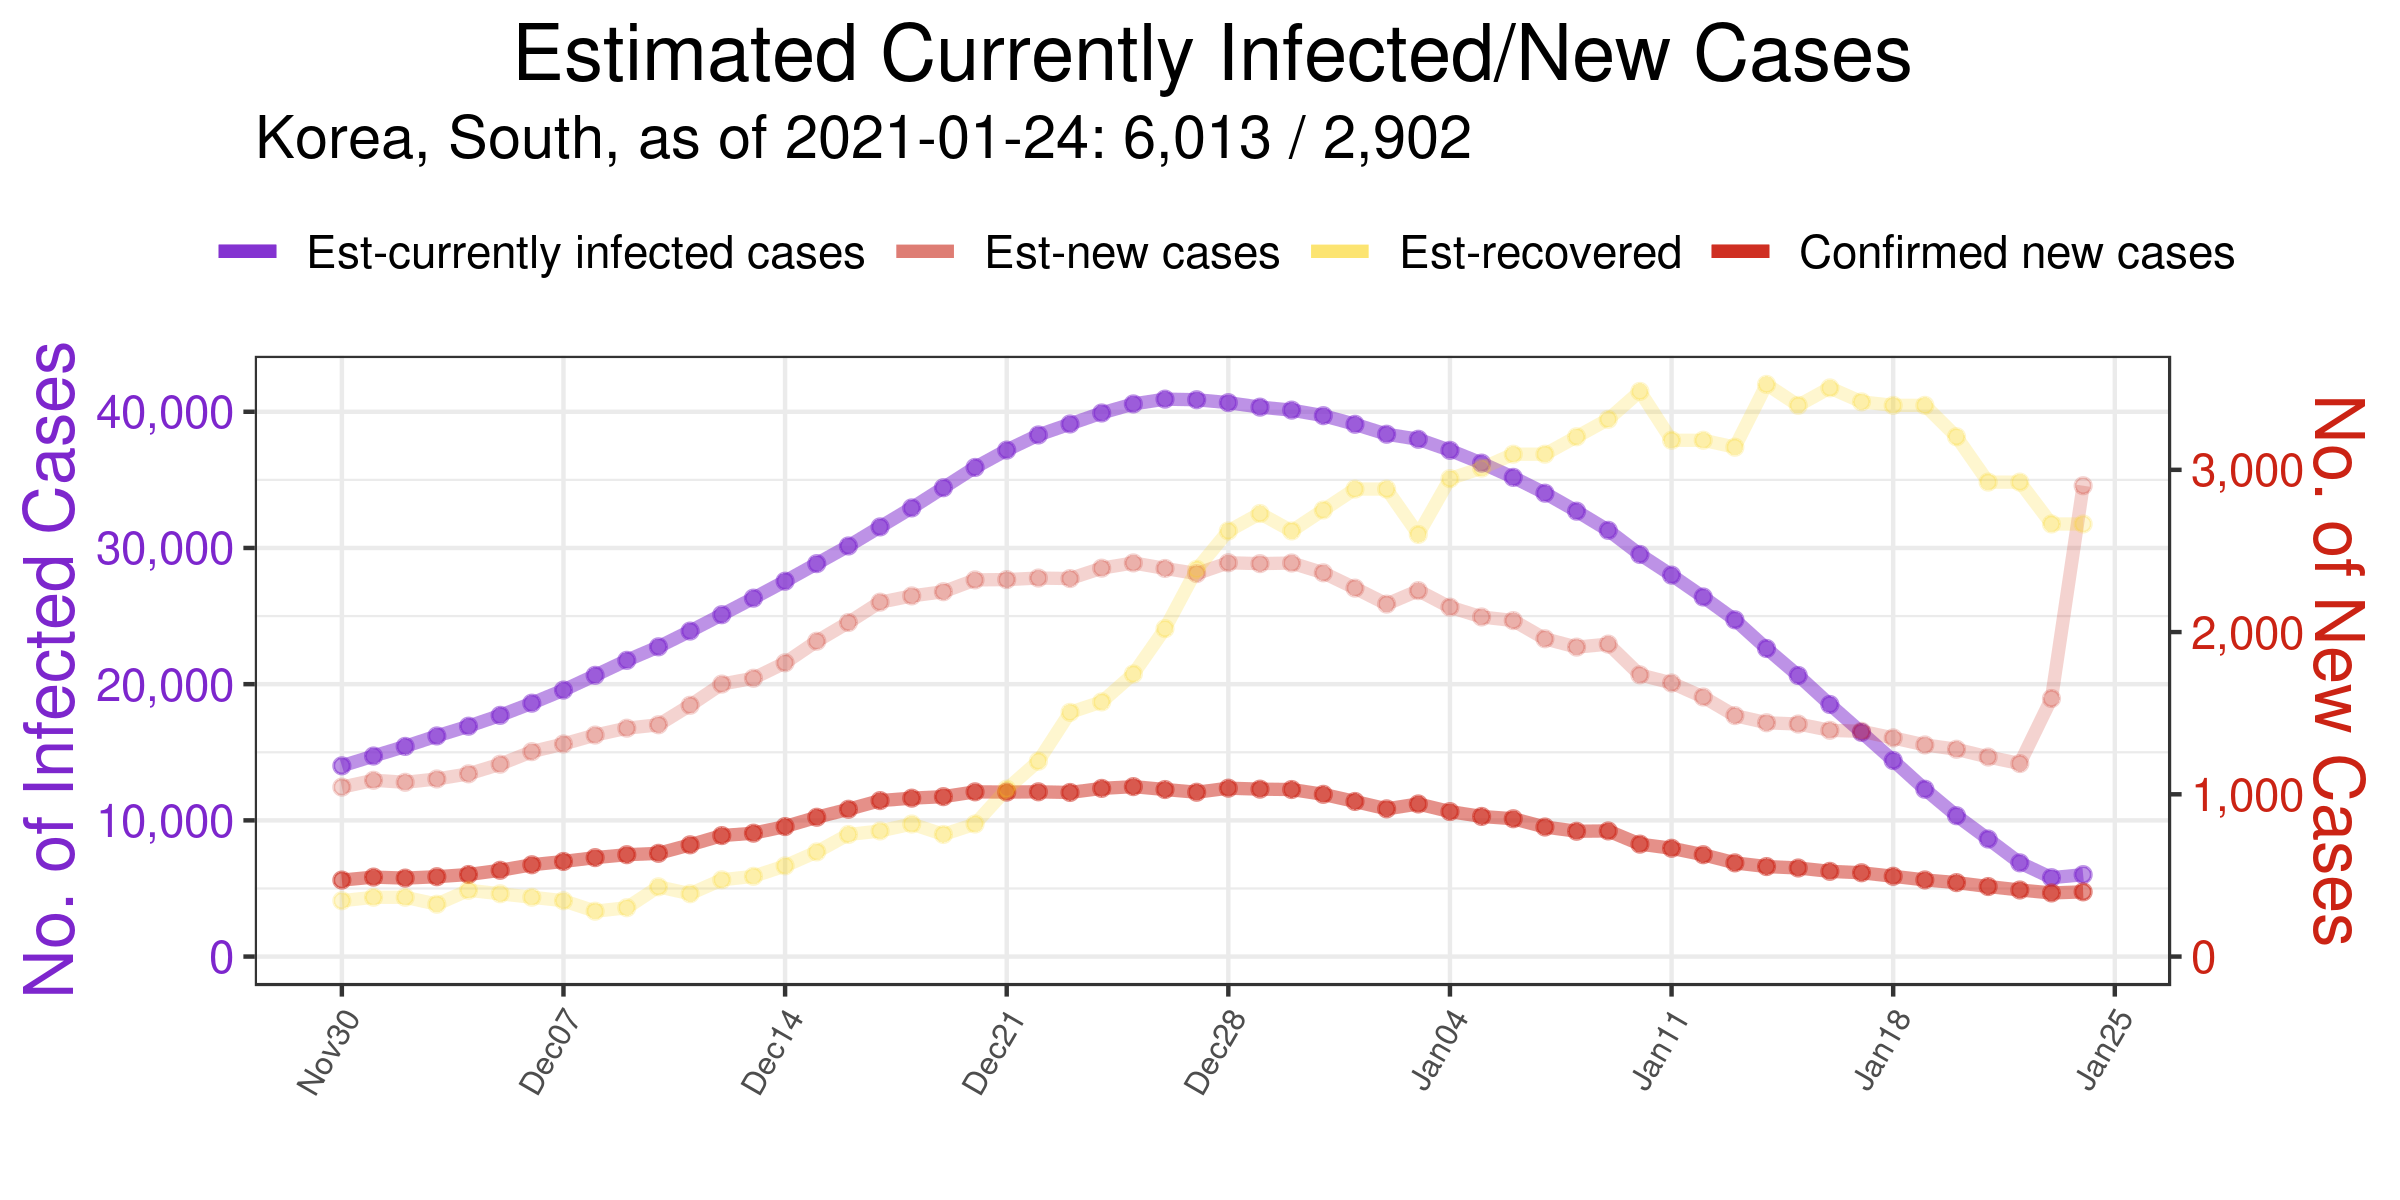 Estimated Currently Infected/New Cases
Korea, South, as of 2021-01-24: 6,013 / 2,902
Est-currently infected cases Est-new cases Est-recovered Confirmed new cases
No. of Infected Cases
40,000
30,000
20,000
10,000
0
3,000
2,000
1,000
0
No. of New Cases
Nov30 Dec07 Dec14 Dec21 Dec28 Jan04 Jan11 Jan18 Jan25